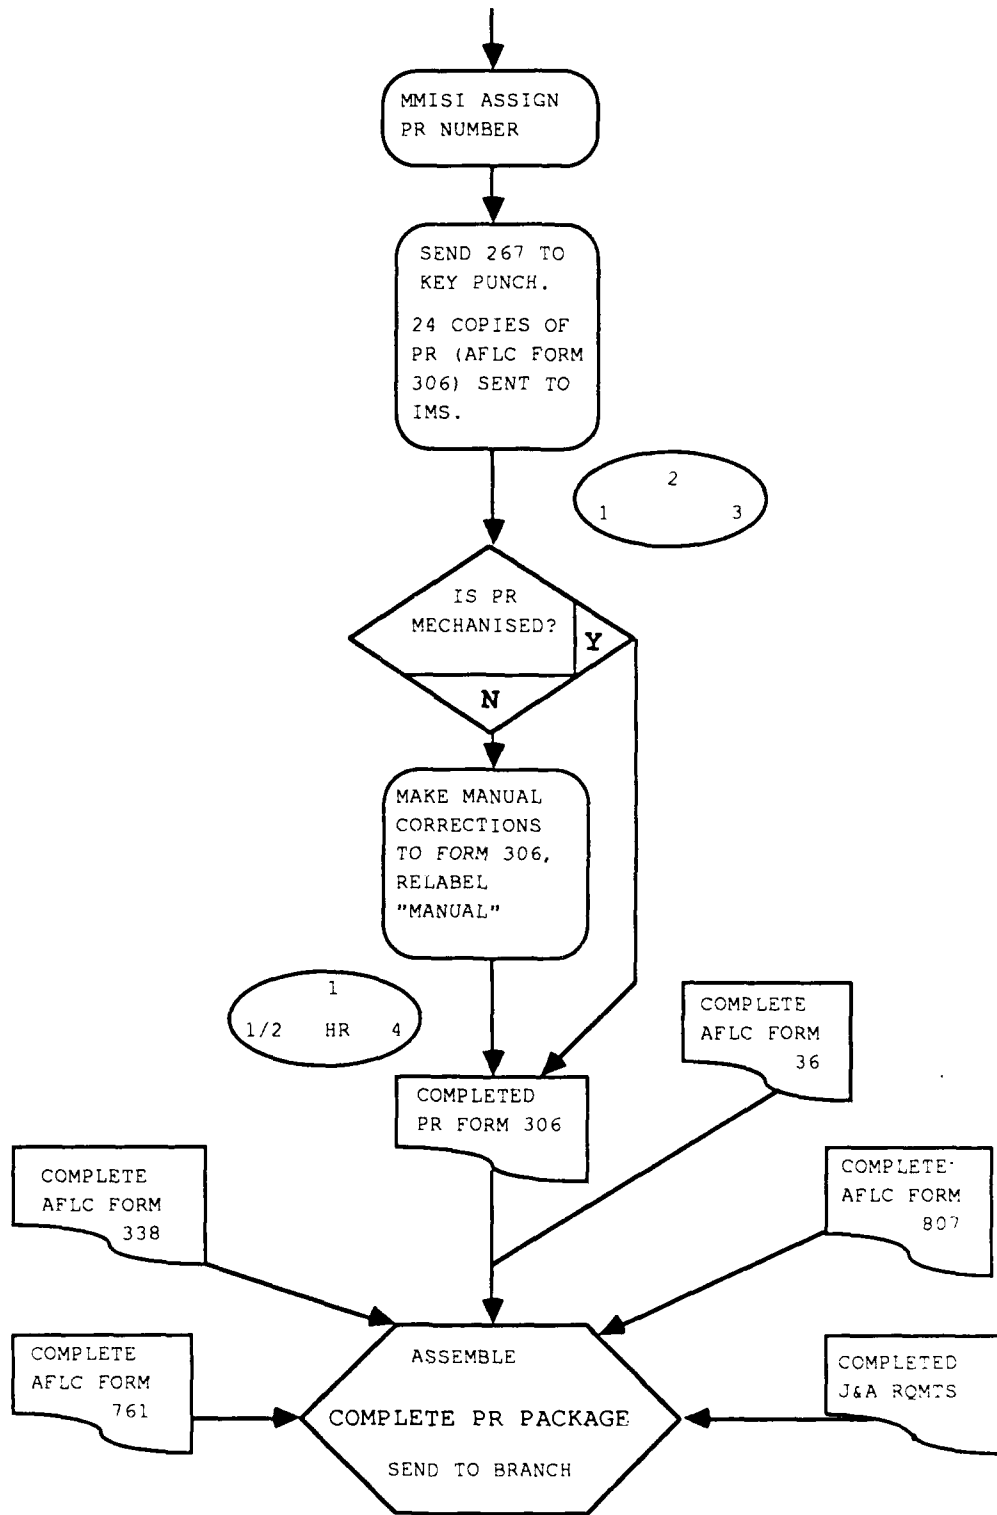 MMISI ASSIGN
PR NUMBER
SEND 267 TO
KEY PUNCH.
24 COPIES OF
PR (AFLC FORM
306) SENT TO
IMS.
2
1 3
IS PR
MECHANISED?
Y
N
MAKE MANUAL
CORRECTIONS
TO FORM 306,
RELABEL
"MANUAL"
1
1/2 HR 4
COMPLETE
AFLC FORM
36
COMPLETED
PR FORM 306
COMPLETE
AFLC FORM
338
COMPLETE
AFLC FORM
807
COMPLETE
AFLC FORM
761
ASSEMBLE
COMPLETE PR PACKAGE
SEND TO BRANCH
COMPLETED
J&A RQMTS